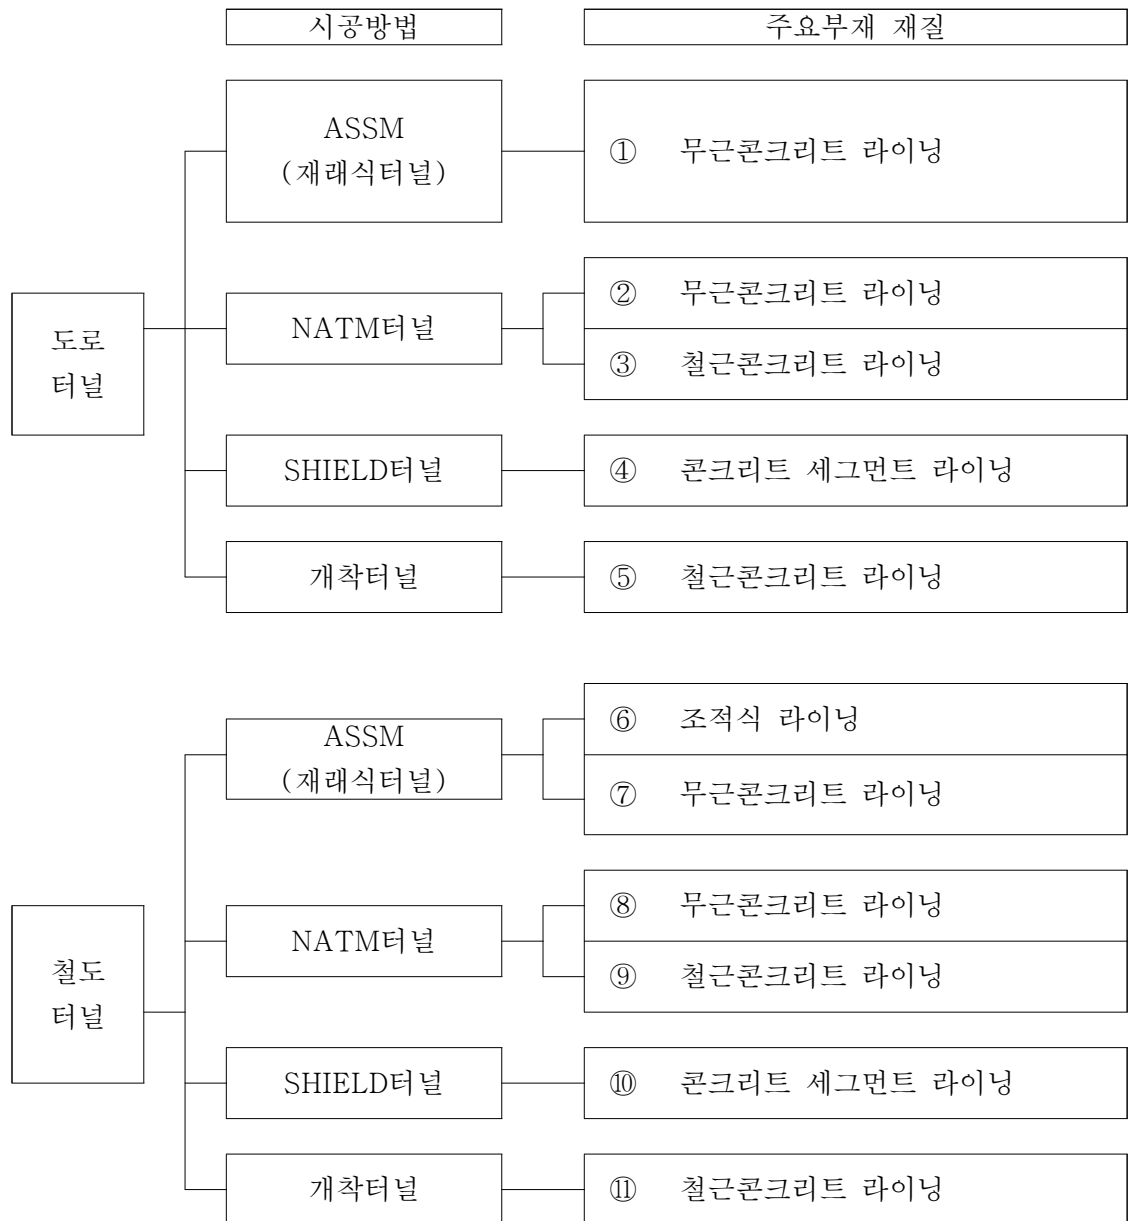 시공방법 주요부재 재질
ASSM
(재래식터널)
① 무근콘크리트 라이닝
도로
터널
NATM터널
② 무근콘크리트 라이닝
③ 철근콘크리트 라이닝
SHIELD터널
④ 콘크리트 세그먼트 라이닝
개착터널
⑤ 철근콘크리트 라이닝
ASSM
(재래식터널)
⑥ 조적식 라이닝
⑦ 무근콘크리트 라이닝
철도
터널
NATM터널
⑧ 무근콘크리트 라이닝
⑨ 철근콘크리트 라이닝
SHIELD터널
⑩ 콘크리트 세그먼트 라이닝
개착터널
⑪ 철근콘크리트 라이닝